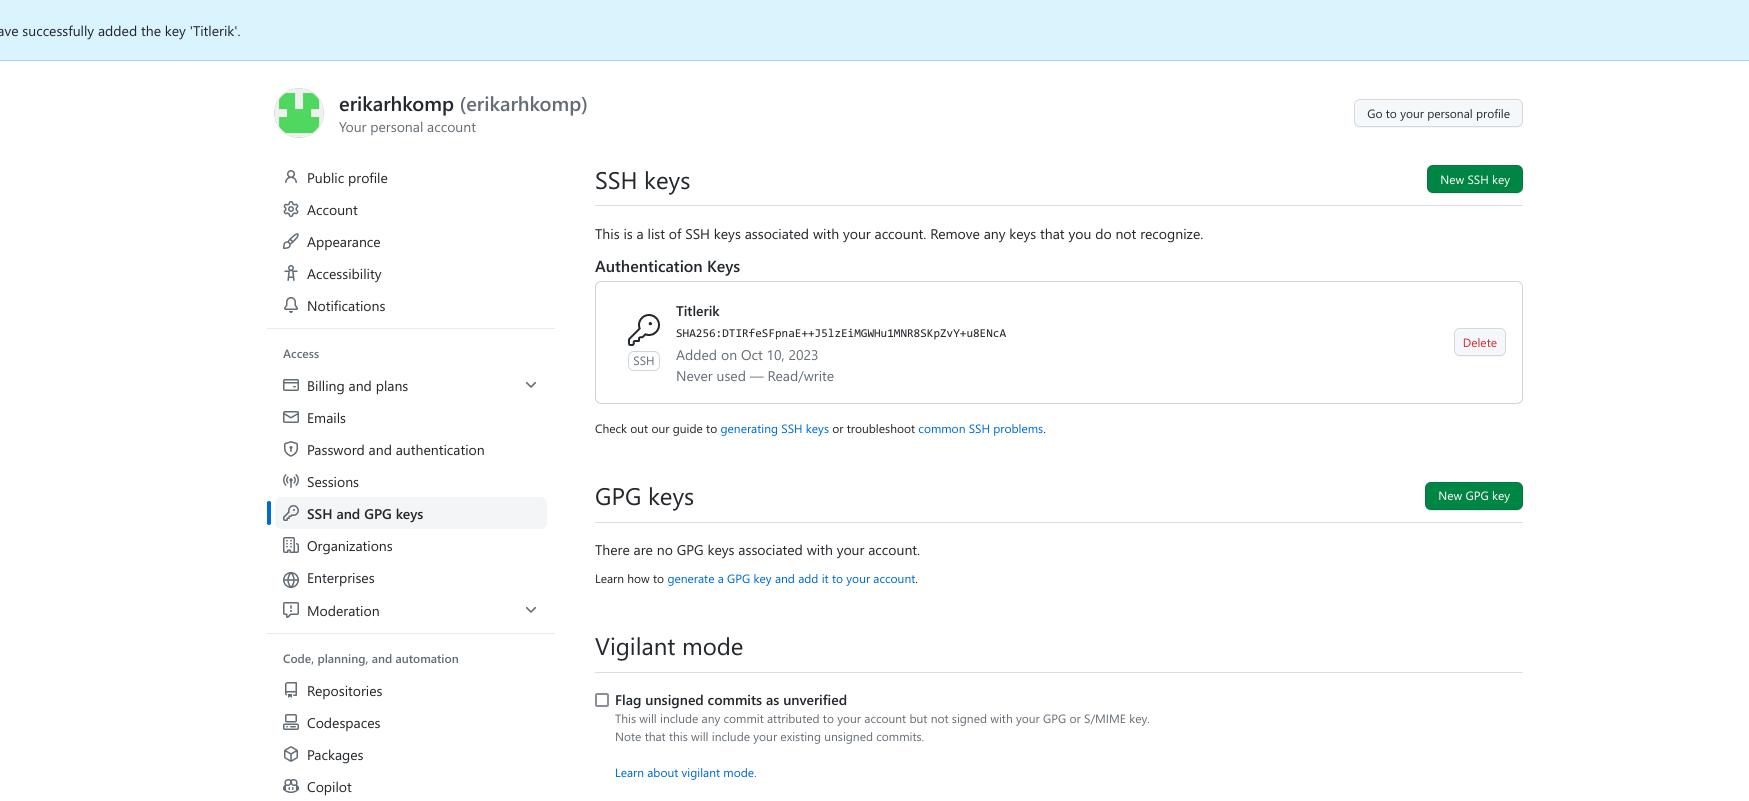 ave successfully added the key 'Titlerik'.
erikarhkomp (erikarhkomp)
Your personal account
Go to your personal profile
Public profile
Account
Appearance
Accessibility
Notifications
Access
Billing and plans
Emails
Password and authentication
Sessions
SSH and GPG keys
Organizations
Enterprises
Moderation
Code, planning, and automation
Repositories
Codespaces
Packages
Copilot
SSH keys
New SSH key
This is a list of SSH keys associated with your account. Remove any keys that you do not recognize.
Authentication Keys
Titlerik
SHA256:DTIRfeSFpnaE++J5lzEiMGWHu1MNR8SKpZvY+u8ENcA
SSH
Added on Oct 10, 2023
Never used — Read/write
Delete
Check out our guide to generating SSH keys or troubleshoot common SSH problems.
GPG keys
New GPG key
There are no GPG keys associated with your account.
Learn how to generate a GPG key and add it to your account.
Vigilant mode
Flag unsigned commits as unverified
This will include any commit attributed to your account but not signed with your GPG or S/MIME key.
Note that this will include your existing unsigned commits.
Learn about vigilant mode.